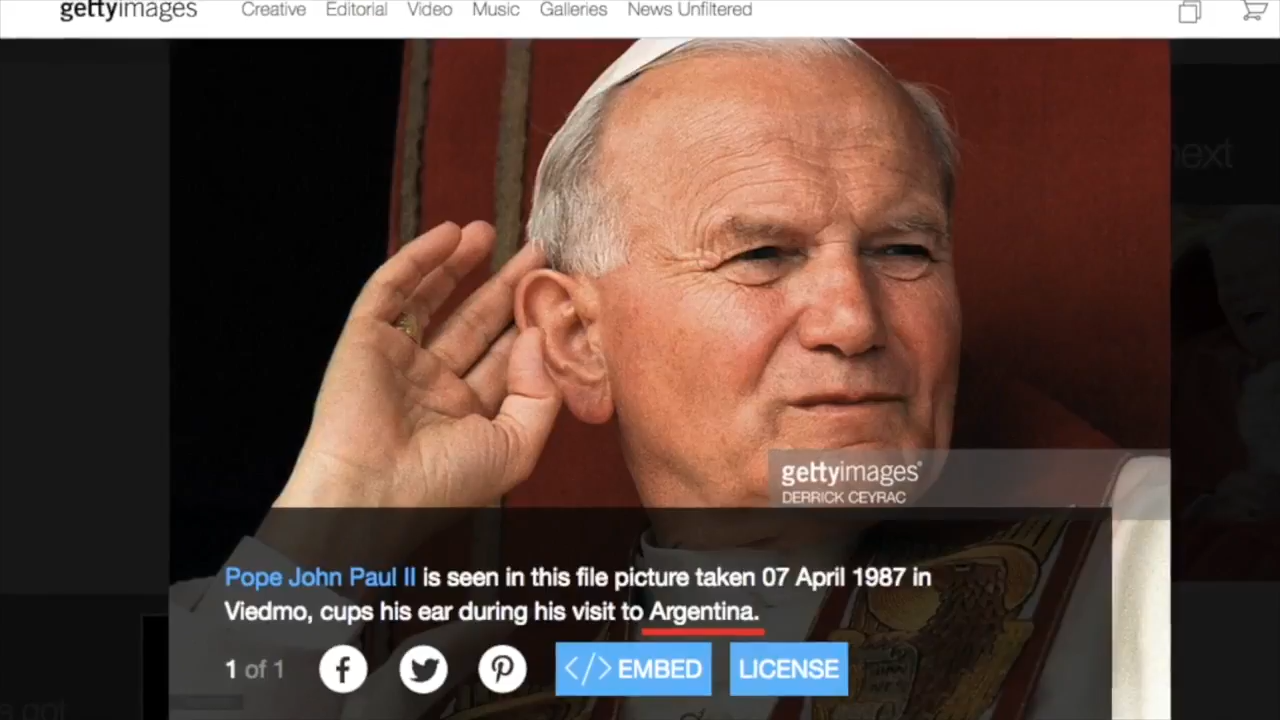 gettyimages Creative Editorial Video Music Galleries News Unfiltered
next
gettyimages®
DERRICK CEYRAC
Pope John Paul II is seen in this file picture taken 07 April 1987 in
Viedmo, cups his ear during his visit to Argentina.
1 of 1 </> EMBED LICENSE